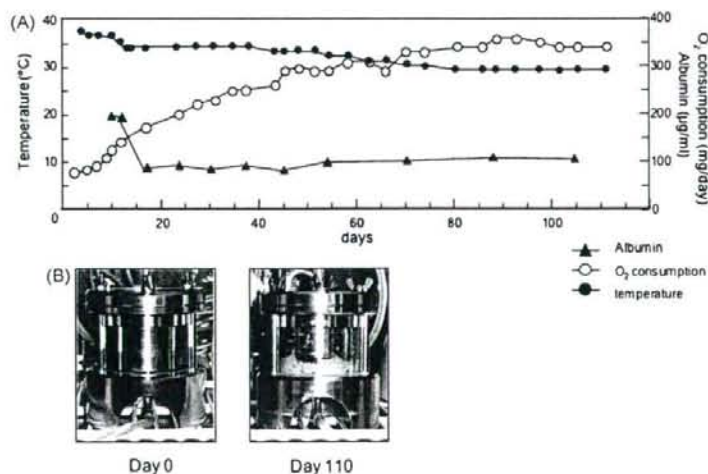 (A)
40
30
20
10
0
Temperature (°C)
400
300
200
100
0
O₂ consumption (mg/day)
Albumin (µg/ml)
20
40
60
80
100
days
Albumin
O₂ consumption
temperature
(B)
Day 0
Day 110